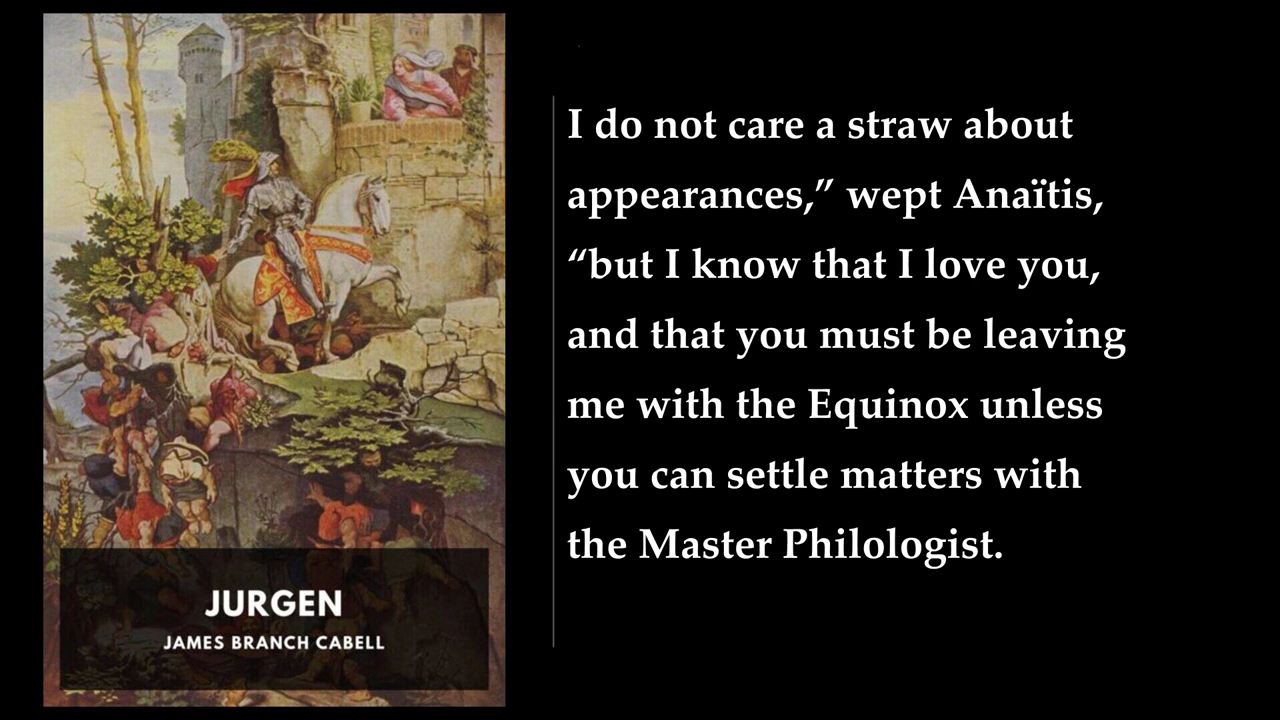 I do not care a straw about
appearances,” wept Anaïtis,
“but I know that I love you,
and that you must be leaving
me with the Equinox unless
you can settle matters with
the Master Philologist.
JURGEN
JAMES BRANCH CABELL